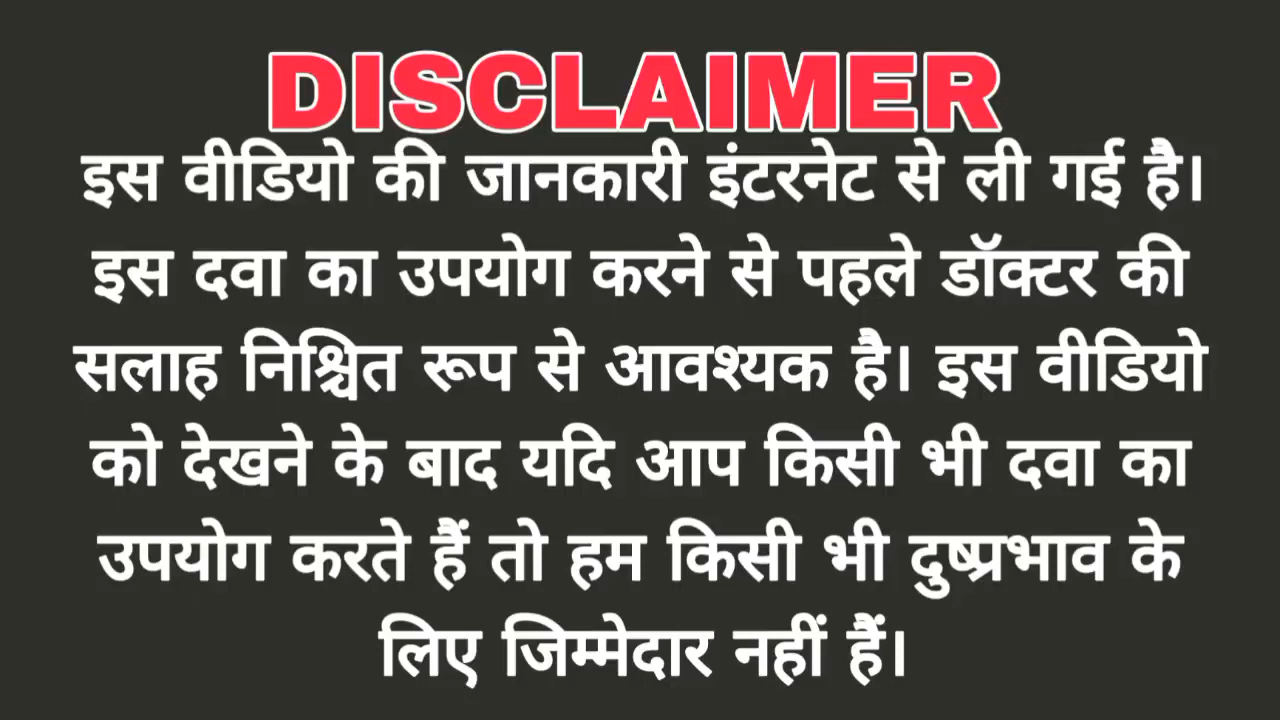 DISCLAIMER
इस वीडियो की जानकारी इंटरनेट से ली गई है।
इस दवा का उपयोग करने से पहले डॉक्टर की
सलाह निश्चित रूप से आवश्यक है। इस वीडियो
को देखने के बाद यदि आप किसी भी दवा का
उपयोग करते हैं तो हम किसी भी दुष्प्रभाव के
लिए जिम्मेदार नहीं हैं।